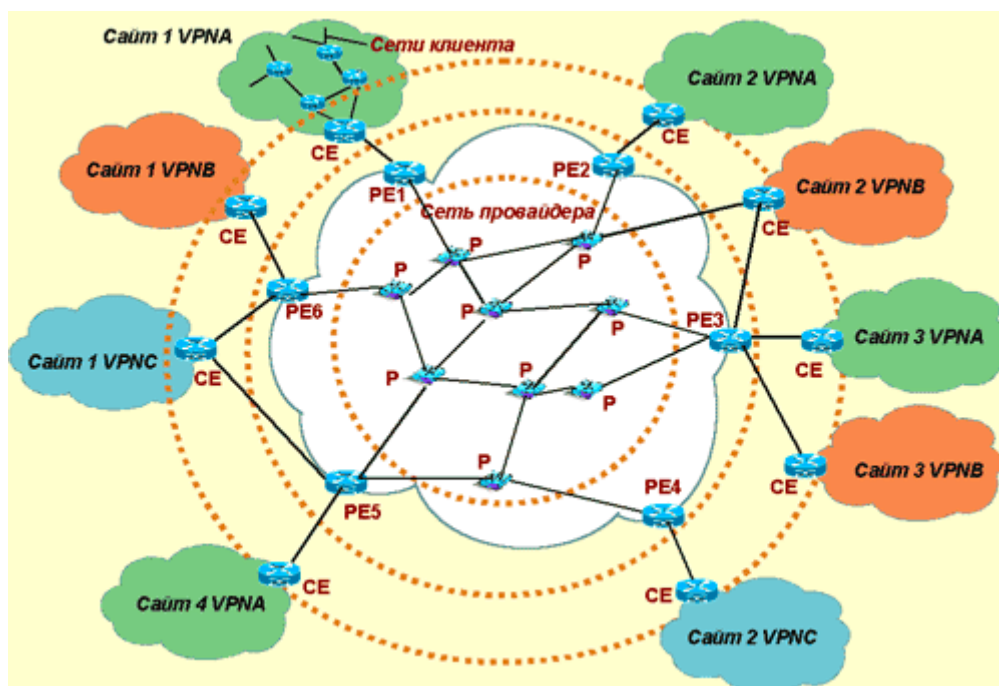 Сайт 1 VPNA
Сети клиента
Сайт 2 VPNA
CE
CE
PE1
PE2
Сайт 1 VPNB
Сайт 2 VPNB
Сеть провайдера
CE
CE
P
P
P
PE6
P
P
PE3
Сайт 3 VPNA
Сайт 1 VPNC
CE
CE
P
P
P
Сайт 3 VPNB
CE
P
PE5
PE4
CE
CE
Сайт 4 VPNA
Сайт 2 VPNC